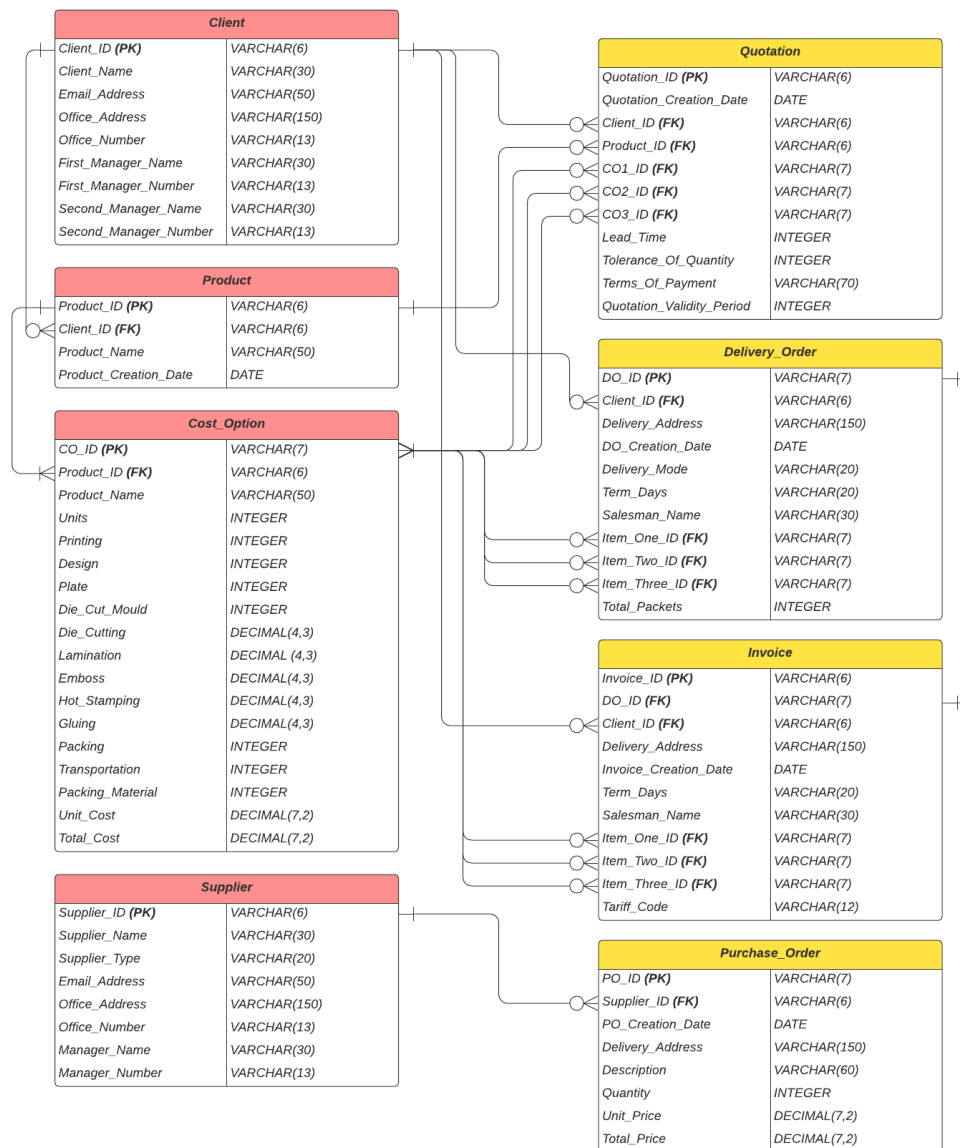 Client
Client_ID (PK) VARCHAR(6)
Client_Name VARCHAR(30)
Email_Address VARCHAR(50)
Office_Address VARCHAR(150)
Office_Number VARCHAR(13)
First_Manager_Name VARCHAR(30)
First_Manager_Number VARCHAR(13)
Second_Manager_Name VARCHAR(30)
Second_Manager_Number VARCHAR(13)
Product
Product_ID (PK) VARCHAR(6)
Client_ID (FK) VARCHAR(6)
Product_Name VARCHAR(50)
Product_Creation_Date DATE
Cost_Option
CO_ID (PK) VARCHAR(7)
Product_ID (FK) VARCHAR(6)
Product_Name VARCHAR(50)
Units INTEGER
Printing INTEGER
Design INTEGER
Plate INTEGER
Die_Cut_Mould INTEGER
Die_Cutting DECIMAL(4,3)
Lamination DECIMAL (4,3)
Emboss DECIMAL(4,3)
Hot_Stamping DECIMAL(4,3)
Gluing DECIMAL(4,3)
Packing INTEGER
Transportation INTEGER
Packing_Material INTEGER
Unit_Cost DECIMAL(7,2)
Total_Cost DECIMAL(7,2)
Supplier
Supplier_ID (PK) VARCHAR(6)
Supplier_Name VARCHAR(30)
Supplier_Type VARCHAR(20)
Email_Address VARCHAR(50)
Office_Address VARCHAR(150)
Office_Number VARCHAR(13)
Manager_Name VARCHAR(30)
Manager_Number VARCHAR(13)
Quotation
Quotation_ID (PK) VARCHAR(6)
Quotation_Creation_Date DATE
Client_ID (FK) VARCHAR(6)
Product_ID (FK) VARCHAR(6)
CO1_ID (FK) VARCHAR(7)
CO2_ID (FK) VARCHAR(7)
CO3_ID (FK) VARCHAR(7)
Lead_Time INTEGER
Tolerance_Of_Quantity INTEGER
Terms_Of_Payment VARCHAR(70)
Quotation_Validity_Period INTEGER
Delivery_Order
DO_ID (PK) VARCHAR(7)
Client_ID (FK) VARCHAR(6)
Delivery_Address VARCHAR(150)
DO_Creation_Date DATE
Delivery_Mode VARCHAR(20)
Term_Days VARCHAR(20)
Salesman_Name VARCHAR(30)
Item_One_ID (FK) VARCHAR(7)
Item_Two_ID (FK) VARCHAR(7)
Item_Three_ID (FK) VARCHAR(7)
Total_Packets INTEGER
Invoice
Invoice_ID (PK) VARCHAR(6)
DO_ID (FK) VARCHAR(7)
Client_ID (FK) VARCHAR(6)
Delivery_Address VARCHAR(150)
Invoice_Creation_Date DATE
Term_Days VARCHAR(20)
Salesman_Name VARCHAR(30)
Item_One_ID (FK) VARCHAR(7)
Item_Two_ID (FK) VARCHAR(7)
Item_Three_ID (FK) VARCHAR(7)
Tariff_Code VARCHAR(12)
Purchase_Order
PO_ID (PK) VARCHAR(7)
Supplier_ID (FK) VARCHAR(6)
PO_Creation_Date DATE
Delivery_Address VARCHAR(150)
Description VARCHAR(60)
Quantity INTEGER
Unit_Price DECIMAL(7,2)
Total_Price DECIMAL(7,2)